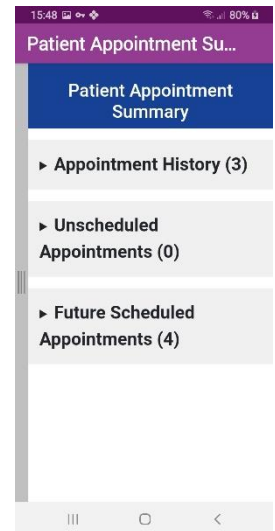 15:48 80%
Patient Appointment Su...
Patient Appointment
Summary
▸ Appointment History (3)
▸ Unscheduled
Appointments (0)
▸ Future Scheduled
Appointments (4)